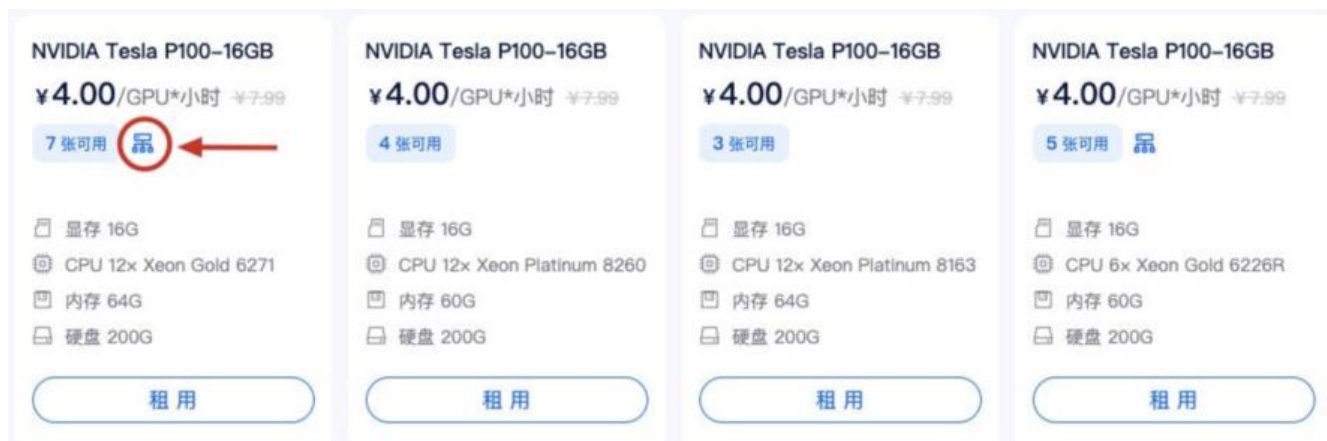 NVIDIA Tesla P100-16GB
¥4.00/GPU*小时 ¥7.99
7 张可用
显存 16G
CPU 12x Xeon Gold 6271
内存 64G
硬盘 200G
租用
NVIDIA Tesla P100-16GB
¥4.00/GPU*小时 ¥7.99
4 张可用
显存 16G
CPU 12x Xeon Platinum 8260
内存 60G
硬盘 200G
租用
NVIDIA Tesla P100-16GB
¥4.00/GPU*小时 ¥7.99
3 张可用
显存 16G
CPU 12x Xeon Platinum 8163
内存 64G
硬盘 200G
租用
NVIDIA Tesla P100-16GB
¥4.00/GPU*小时 ¥7.99
5 张可用
显存 16G
CPU 6x Xeon Gold 6226R
内存 60G
硬盘 200G
租用